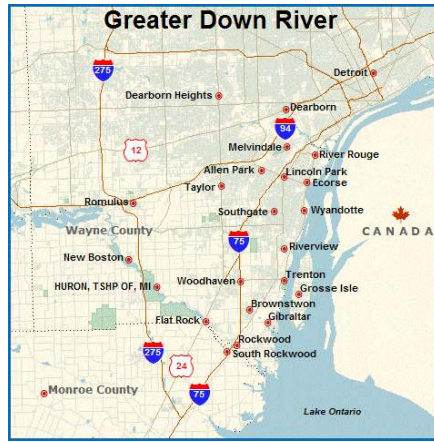 Greater Down River
275
Detroit
Dearborn Heights
Dearborn
94
12
Melvindale
River Rouge
Allen Park
Lincoln Park
Taylor
Ecorse
Romulus
Southgate
Wyandotte
Wayne County
CANADA
75
Riverview
New Boston
Woodhaven
Trenton
HURON, TSHP OF, MI
Grosse Isle
Brownstwon
Flat Rock
Gibraltar
Rockwood
275
South Rockwood
24
Monroe County
75
Lake Ontario